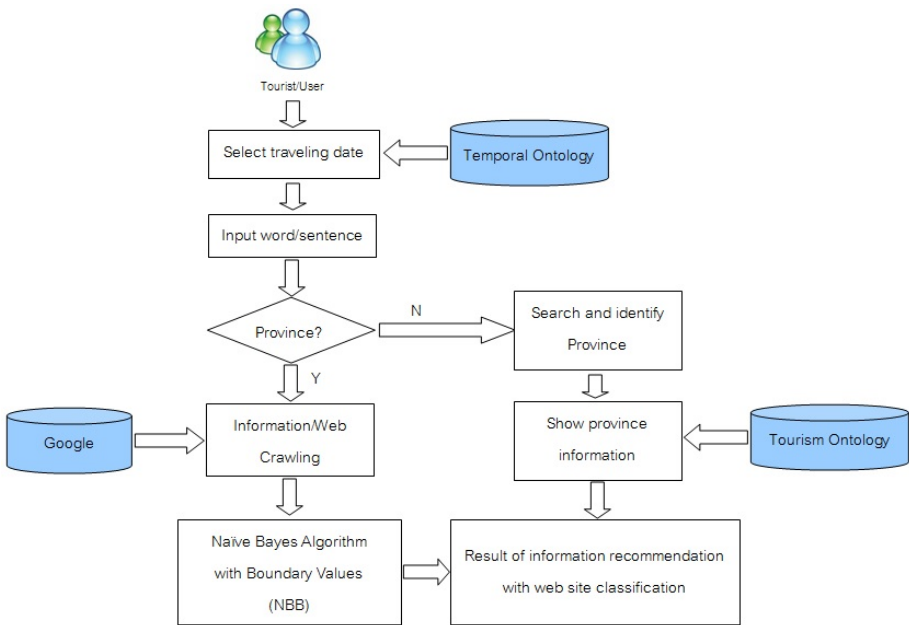 Tourist/User
Select traveling date
Temporal Ontology
Input word/sentence
Province?
N
Search and identify
Province
Y
Google
Information/Web
Crawling
Show province
information
Tourism Ontology
Naïve Bayes Algorithm
with Boundary Values
(NBB)
Result of information recommendation
with web site classification